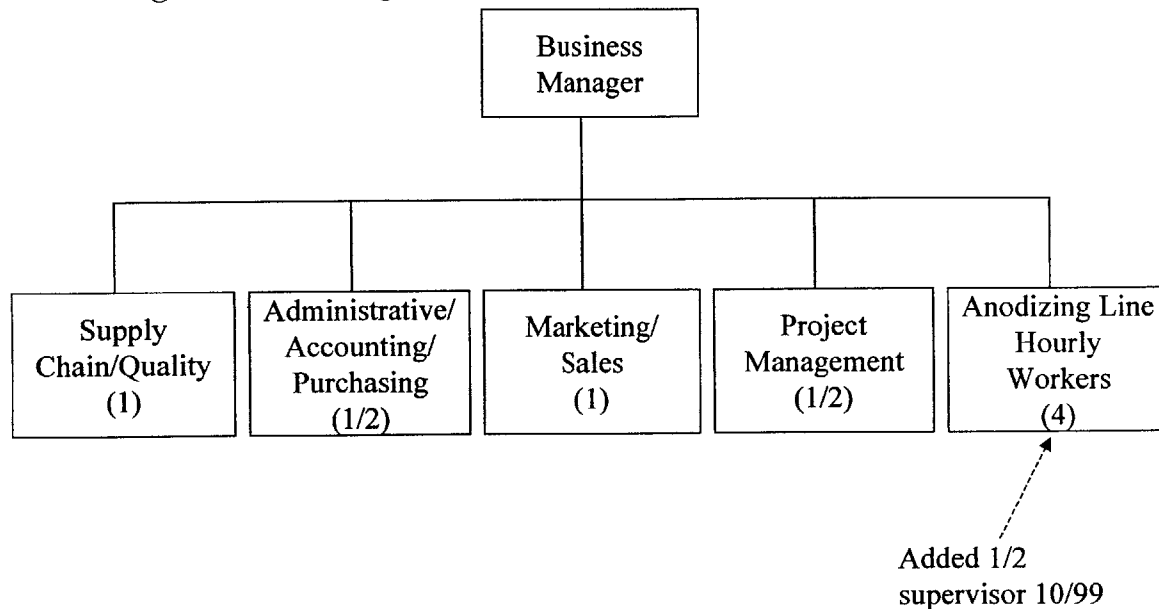 Business
Manager
Supply
Chain/Quality
(1)
Administrative/
Accounting/
Purchasing
(1/2)
Marketing/
Sales
(1)
Project
Management
(1/2)
Anodizing Line
Hourly
Workers
(4)
Added 1/2
supervisor 10/99